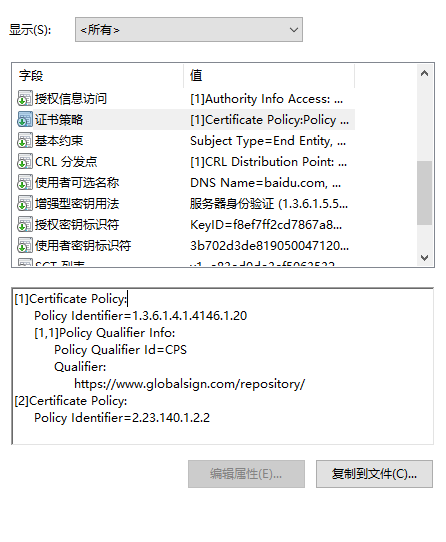 显示(S):
<所有>
字段 值
授权信息访问 [1]Authority Info Access: ...
证书策略 [1]Certificate Policy:Policy ...
基本约束 Subject Type=End Entity, ...
CRL 分发点 [1]CRL Distribution Point: ...
使用者可选名称 DNS Name=baidu.com, ...
增强型密钥用法 服务器身份验证 (1.3.6.1.5.5...
授权密钥标识符 KeyID=f8ef7ff2cd7867a8...
使用者密钥标识符 3b702d3de819050047120...
SCT 列表
[1]Certificate Policy:
Policy Identifier=1.3.6.1.4.1.4146.1.20
[1,1]Policy Qualifier Info:
Policy Qualifier Id=CPS
Qualifier:
https://www.globalsign.com/repository/
[2]Certificate Policy:
Policy Identifier=2.23.140.1.2.2
编辑属性(E)... 复制到文件(C)...